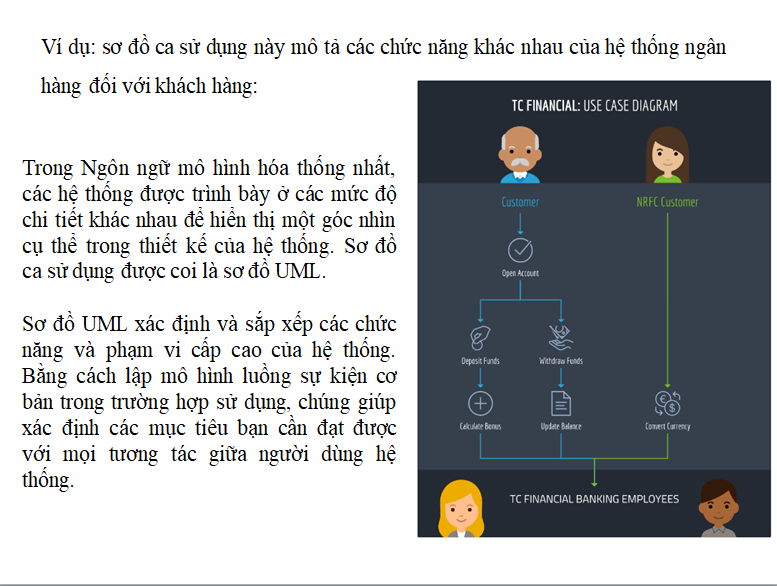 Ví dụ: sơ đồ ca sử dụng này mô tả các chức năng khác nhau của hệ thống ngân
hàng đối với khách hàng:
Trong Ngôn ngữ mô hình hóa thống nhất,
các hệ thống được trình bày ở các mức độ
chi tiết khác nhau để hiển thị một góc nhìn
cụ thể trong thiết kế của hệ thống. Sơ đồ
ca sử dụng được coi là sơ đồ UML.
Sơ đồ UML xác định và sắp xếp các chức
năng và phạm vi cấp cao của hệ thống.
Bằng cách lập mô hình luồng sự kiện cơ
bản trong trường hợp sử dụng, chúng giúp
xác định các mục tiêu bạn cần đạt được
với mọi tương tác giữa người dùng hệ
thống.
TC FINANCIAL: USE CASE DIAGRAM
Customer
NRFC Customer
Open Account
Deposit Funds
Withdraw Funds
Calculate Bonus
Update Balance
Convert Currency
TC FINANCIAL BANKING EMPLOYEES